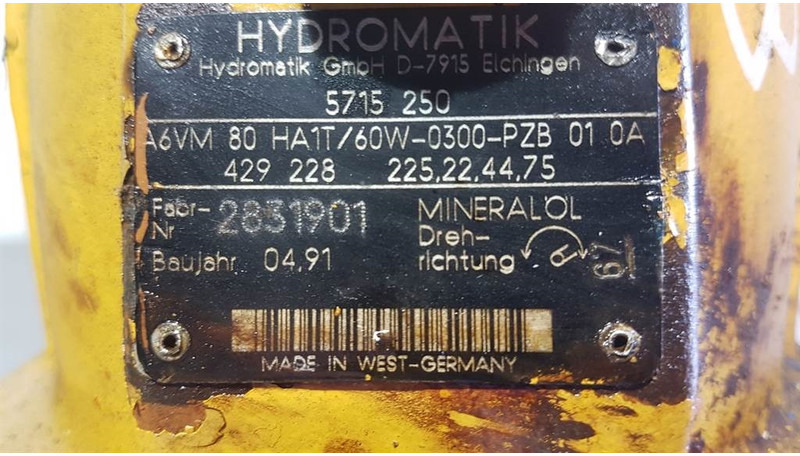 HYDROMATIK
Hydromatik GmbH D-7915 Elchingen
5715 250
A6VM 80 HA1T/60W-0300-PZB 01 0A
429 228 225,22,44,75
Fabr-Nr 2831901 MINERALÖL
Baujahr 04,91 Dreh-richtung
67
MADE IN WEST-GERMANY